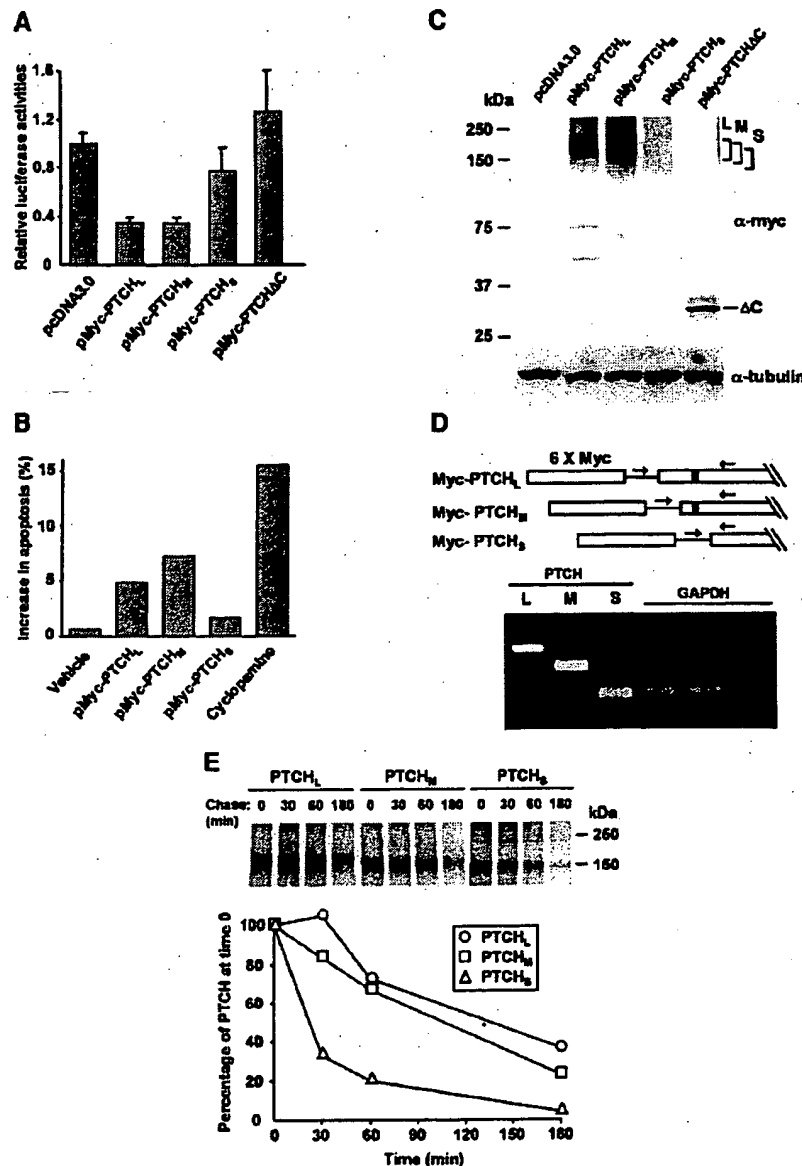 A
Relative luciferase activities
1.6
1.2
0.8
0.4
0
pcDNA3.0
pMyc-PTCHL
pMyc-PTCHM
pMyc-PTCHS
pMyc-PTCHΔC
B
Increase in apoptosis (%)
15
10
5
0
Vehicle
pMyc-PTCHL
pMyc-PTCHM
pMyc-PTCHS
Cyclopamine
C
pcDNA3.0
pMyc-PTCHL
pMyc-PTCHM
pMyc-PTCHS
pMyc-PTCHΔC
kDa
250
150
75
37
25
L M S
α-myc
ΔC
α-tubulin
D
6 X Myc
Myc-PTCHL
Myc- PTCHM
Myc- PTCHS
PTCH
L M S GAPDH
E
PTCHL PTCHM PTCHS
Chase: 0 30 60 180 0 30 60 180 0 30 60 180 kDa
(min)
250
150
Percentage of PTCH at time 0
100
80
60
40
20
0
PTCHL
PTCHM
PTCHS
0 30 60 90 120 150 180
Time (min)